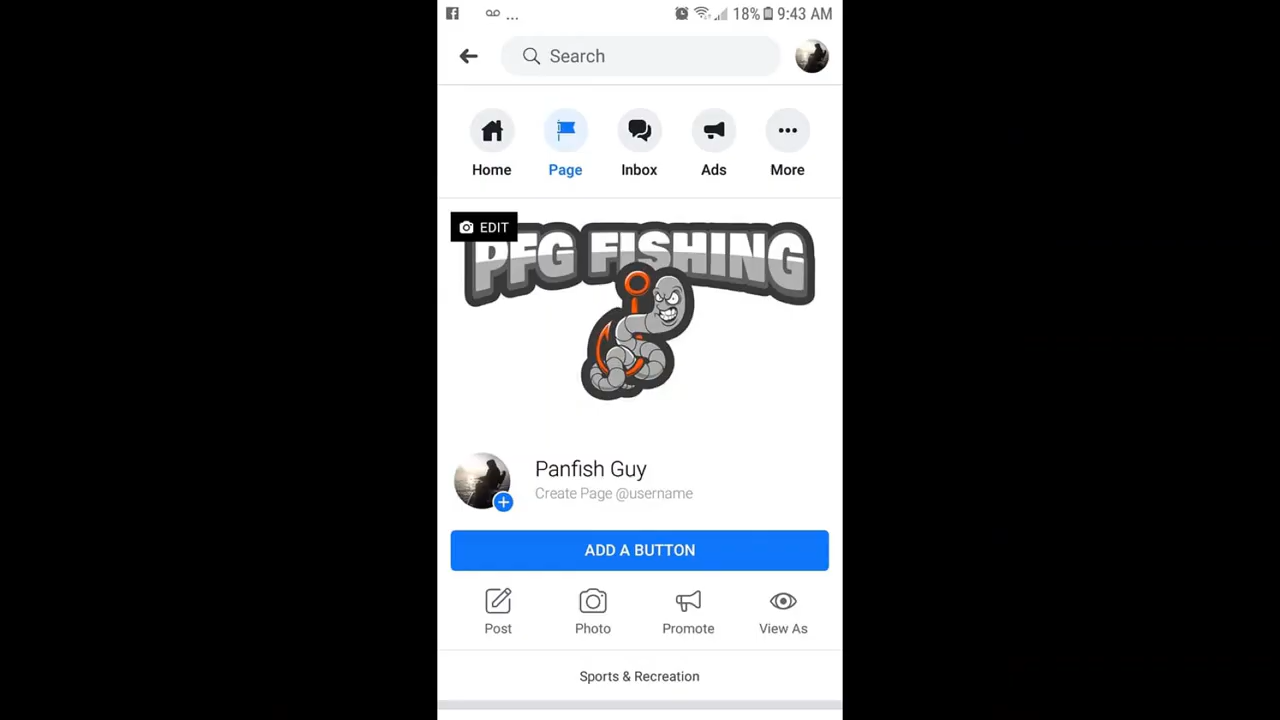 ... 18% 9:43 AM
Search
Home Page Inbox Ads More
EDIT
PFG FISHING
Panfish Guy
Create Page @username
ADD A BUTTON
Post Photo Promote View As
Sports & Recreation